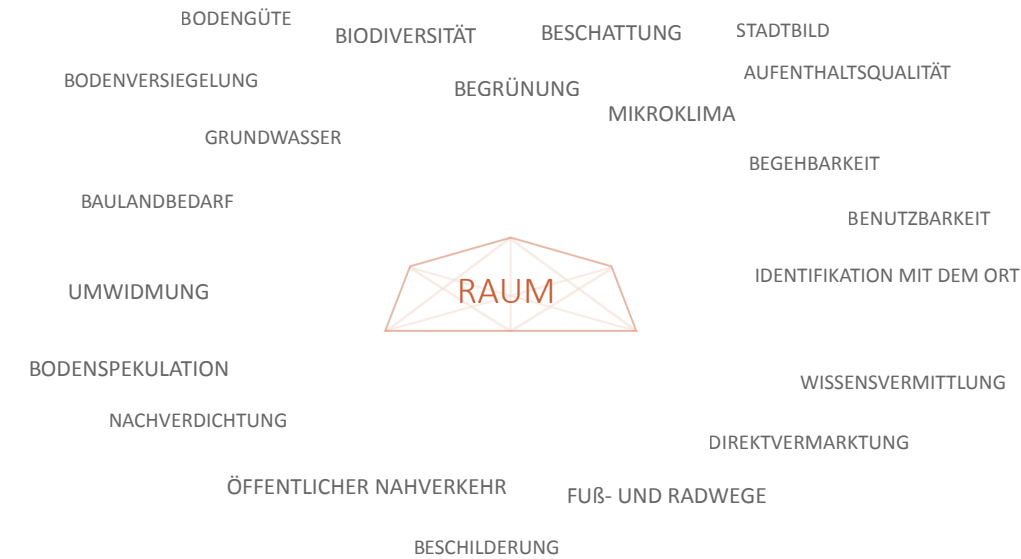 BODENGÜTE
BIODIVERSITÄT
BESCHATTUNG
STADTBILD
BODENVERSIEGELUNG
BEGRÜNUNG
AUFENTHALTSQUALITÄT
MIKROKLIMA
GRUNDWASSER
BEGEHBARKEIT
BAULANDBEDARF
BENUTZBARKEIT
IDENTIFIKATION MIT DEM ORT
UMWIDMUNG
RAUM
BODENSPEKULATION
WISSENSVERMITTLUNG
NACHVERDICHTUNG
DIREKTVERMARKTUNG
ÖFFENTLICHER NAHVERKEHR
FUß- UND RADWEGE
BESCHILDERUNG